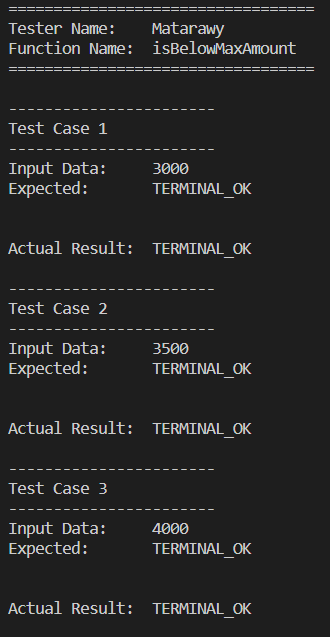 ==================================
Tester Name:    Matarawy
Function Name:  isBelowMaxAmount
==================================
-----------------------
Test Case 1
-----------------------
Input Data:     3000
Expected:       TERMINAL_OK
Actual Result:  TERMINAL_OK
-----------------------
Test Case 2
-----------------------
Input Data:     3500
Expected:       TERMINAL_OK
Actual Result:  TERMINAL_OK
-----------------------
Test Case 3
-----------------------
Input Data:     4000
Expected:       TERMINAL_OK
Actual Result:  TERMINAL_OK